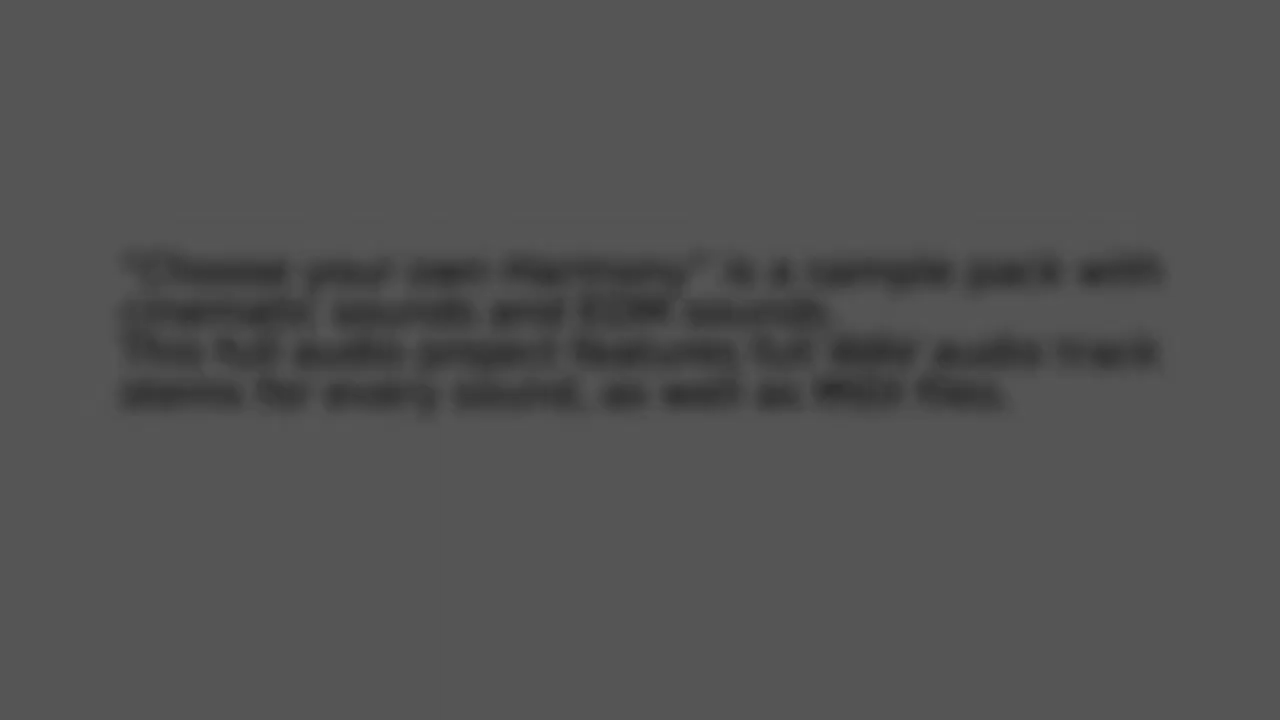 "Choose your own Harmony" is a sample pack with
cinematic sounds and EDM sounds.
This full audio project features full WAV audio track
stems for every sound, as well as MIDI files.